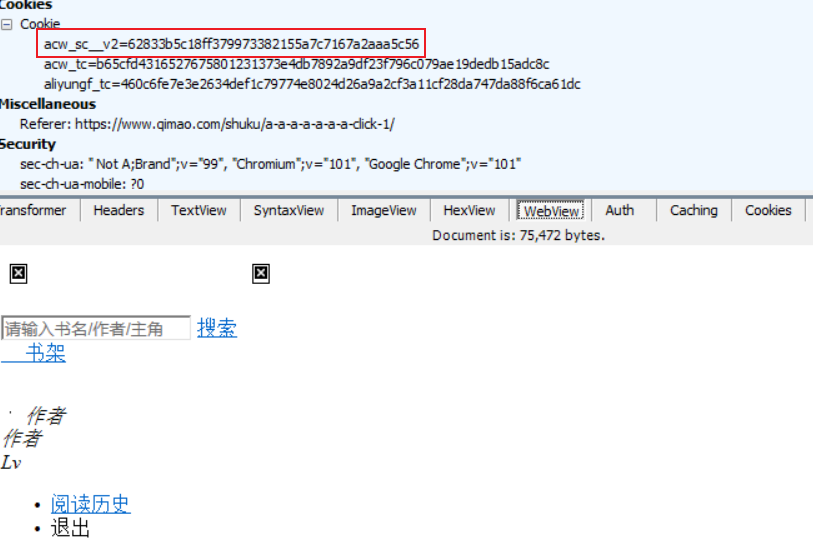 Cookies
Cookie
acw_sc__v2=62833b5c18ff379973382155a7c7167a2aaa5c56
acw_tc=b65cfd4316527675801231373e4db7892a9df23f796c079ae19dedb15adc8c
aliyungf_tc=460c6fe7e3e2634def1c79774e8024d26a9a2cf3a11cf28da747da88f6ca61dc
Miscellaneous
Referer: https://www.qimao.com/shuku/a-a-a-a-a-a-a-click-1/
Security
sec-ch-ua: " Not A;Brand";v="99", "Chromium";v="101", "Google Chrome";v="101"
sec-ch-ua-mobile: ?0
ransformer Headers TextView SyntaxView ImageView HexView WebView Auth Caching Cookies
Document is: 75,472 bytes.
请输入书名/作者/主角 搜索
书架
· 作者
作者
Lv
• 阅读历史
• 退出